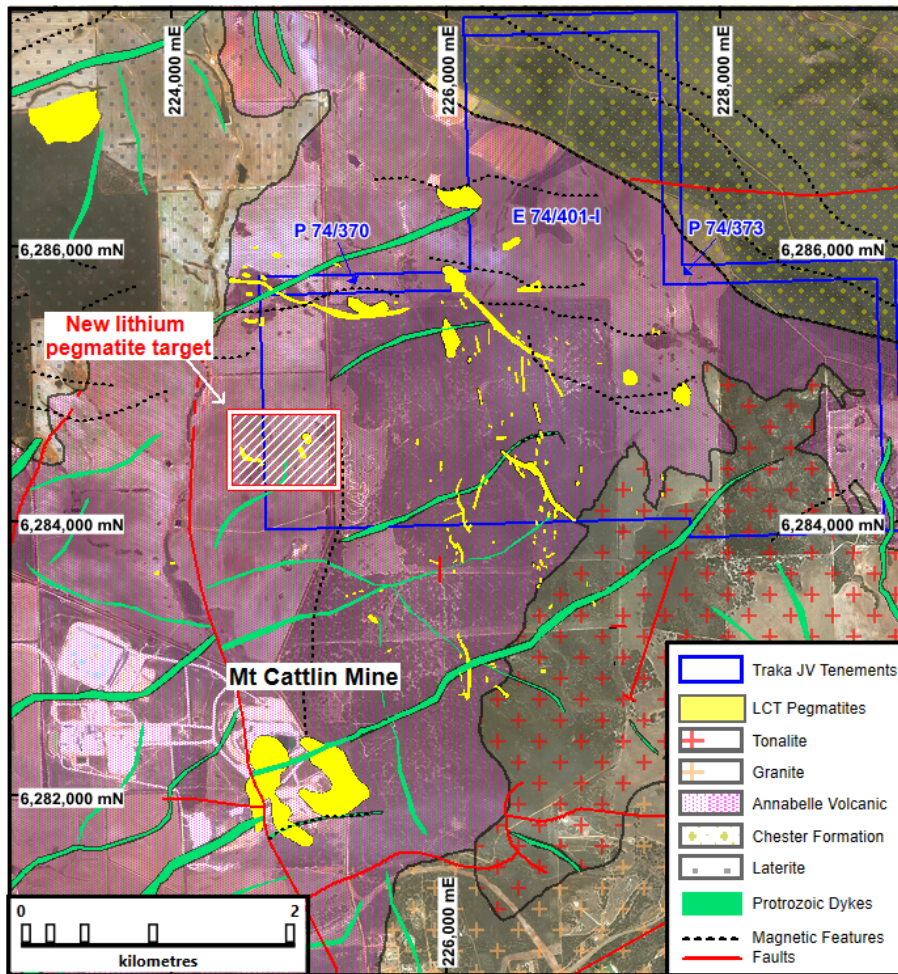 224,000 mE
226,000 mE
228,000 mE
P 74/370
E 74/401-I
P 74/373
6,286,000 mN
6,286,000 mN
New lithium
pegmatite target
6,284,000 mN
6,284,000 mN
Mt Cattlin Mine
6,282,000 mN
226,000 mE
0
2
kilometres
Traka JV Tenements
LCT Pegmatites
Tonalite
Granite
Annabelle Volcanic
Chester Formation
Laterite
Protrozoic Dykes
Magnetic Features
Faults